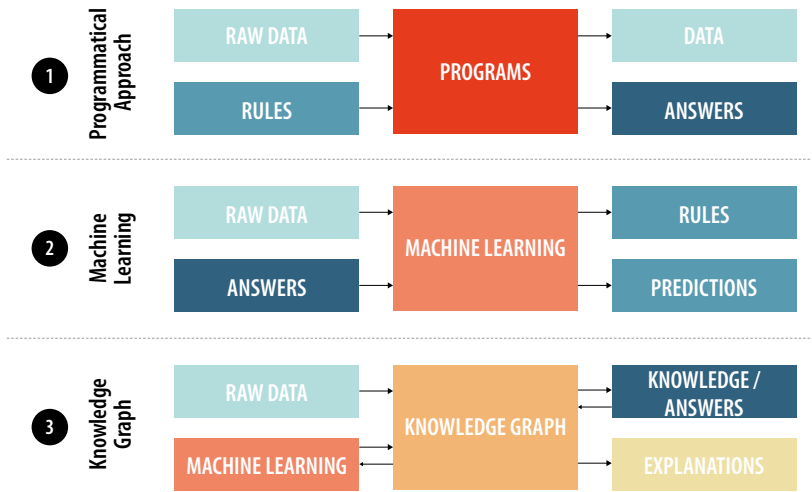 1
Programmatical
Approach
RAW DATA
RULES
PROGRAMS
DATA
ANSWERS
2
Machine
Learning
RAW DATA
ANSWERS
MACHINE LEARNING
RULES
PREDICTIONS
3
Knowledge
Graph
RAW DATA
MACHINE LEARNING
KNOWLEDGE GRAPH
KNOWLEDGE /
ANSWERS
EXPLANATIONS